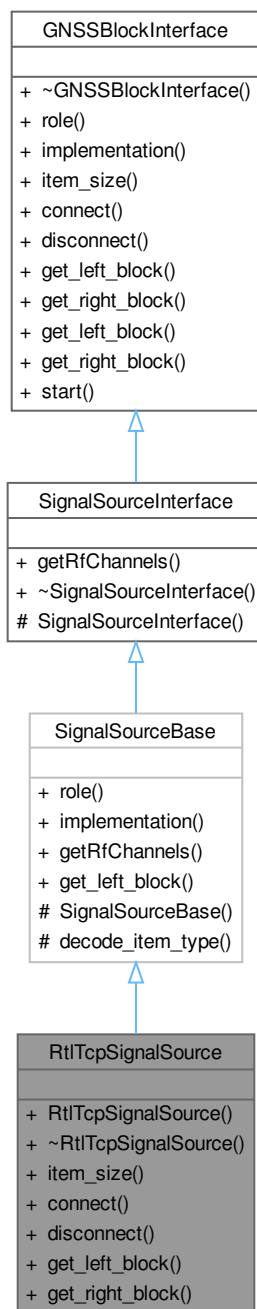 GNSSBlockInterface
+ ~GNSSBlockInterface()
+ role()
+ implementation()
+ item_size()
+ connect()
+ disconnect()
+ get_left_block()
+ get_right_block()
+ get_left_block()
+ get_right_block()
+ start()
SignalSourceInterface
+ getRfChannels()
+ ~SignalSourceInterface()
# SignalSourceInterface()
SignalSourceBase
+ role()
+ implementation()
+ getRfChannels()
+ get_left_block()
# SignalSourceBase()
# decode_item_type()
RtlTcpSignalSource
+ RtlTcpSignalSource()
+ ~RtlTcpSignalSource()
+ item_size()
+ connect()
+ disconnect()
+ get_left_block()
+ get_right_block()